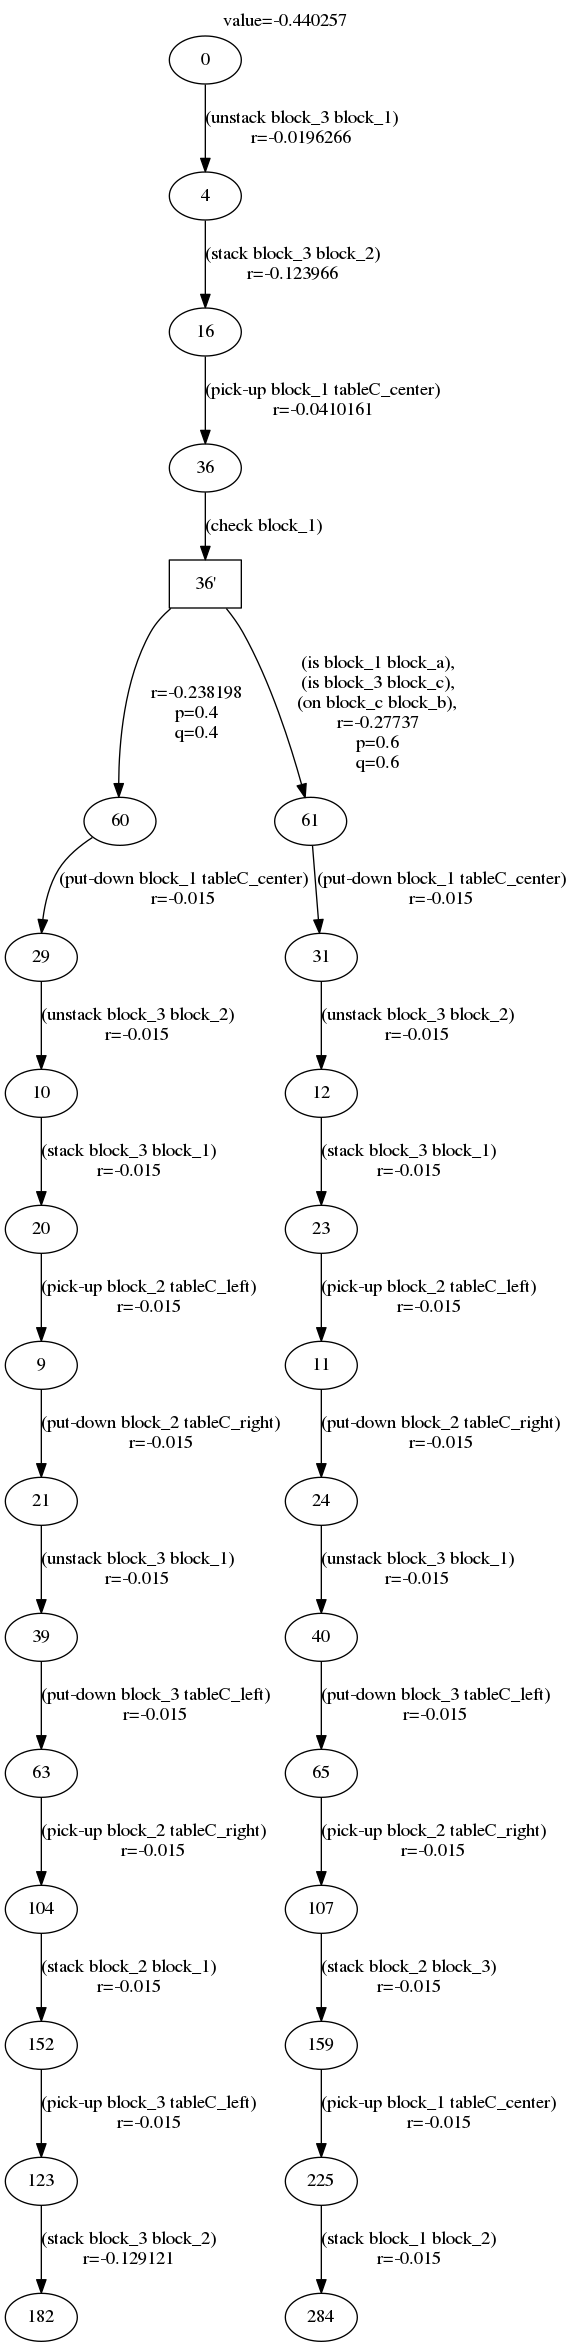 value=-0.440257
0
(unstack block_3 block_1)
r=-0.0196266
4
(stack block_3 block_2)
r=-0.123966
16
(pick-up block_1 tableC_center)
r=-0.0410161
36
(check block_1)
36'
r=-0.238198
p=0.4
q=0.4
(is block_1 block_a),
(is block_3 block_c),
(on block_c block_b),
r=-0.27737
p=0.6
q=0.6
60
61
(put-down block_1 tableC_center)
r=-0.015
(put-down block_1 tableC_center)
r=-0.015
29
31
(unstack block_3 block_2)
r=-0.015
(unstack block_3 block_2)
r=-0.015
10
12
(stack block_3 block_1)
r=-0.015
(stack block_3 block_1)
r=-0.015
20
23
(pick-up block_2 tableC_left)
r=-0.015
(pick-up block_2 tableC_left)
r=-0.015
9
11
(put-down block_2 tableC_right)
r=-0.015
(put-down block_2 tableC_right)
r=-0.015
21
24
(unstack block_3 block_1)
r=-0.015
(unstack block_3 block_1)
r=-0.015
39
40
(put-down block_3 tableC_left)
r=-0.015
(put-down block_3 tableC_left)
r=-0.015
63
65
(pick-up block_2 tableC_right)
r=-0.015
(pick-up block_2 tableC_right)
r=-0.015
104
107
(stack block_2 block_1)
r=-0.015
(stack block_2 block_3)
r=-0.015
152
159
(pick-up block_3 tableC_left)
r=-0.015
(pick-up block_1 tableC_center)
r=-0.015
123
225
(stack block_3 block_2)
r=-0.129121
(stack block_1 block_2)
r=-0.015
182
284